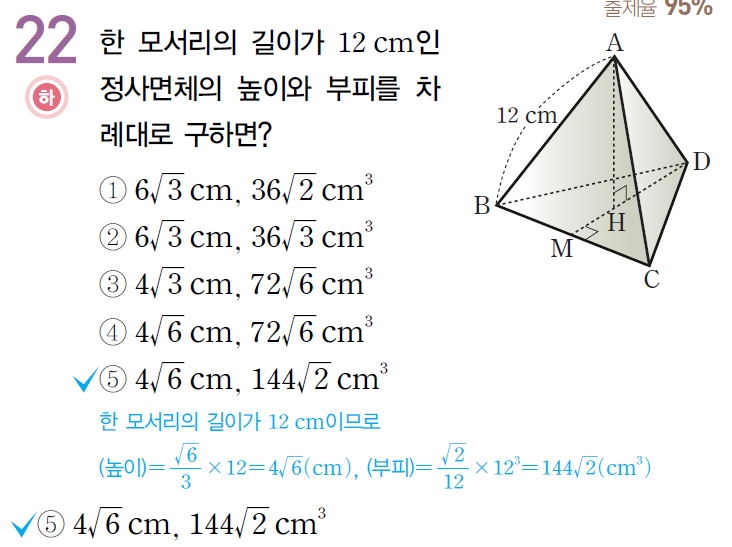 출제율 95%
22
하
한 모서리의 길이가 12 cm인
정사면체의 높이와 부피를 차
례대로 구하면?
① 6√3 cm, 36√2 cm³
② 6√3 cm, 36√3 cm³
③ 4√3 cm, 72√6 cm³
④ 4√6 cm, 72√6 cm³
✓⑤ 4√6 cm, 144√2 cm³
한 모서리의 길이가 12 cm이므로
(높이)=√6/3 ×12=4√6(cm), (부피)=√2/12 ×12³=144√2(cm³)
✓⑤ 4√6 cm, 144√2 cm³
A
12 cm
D
B
H
M
C